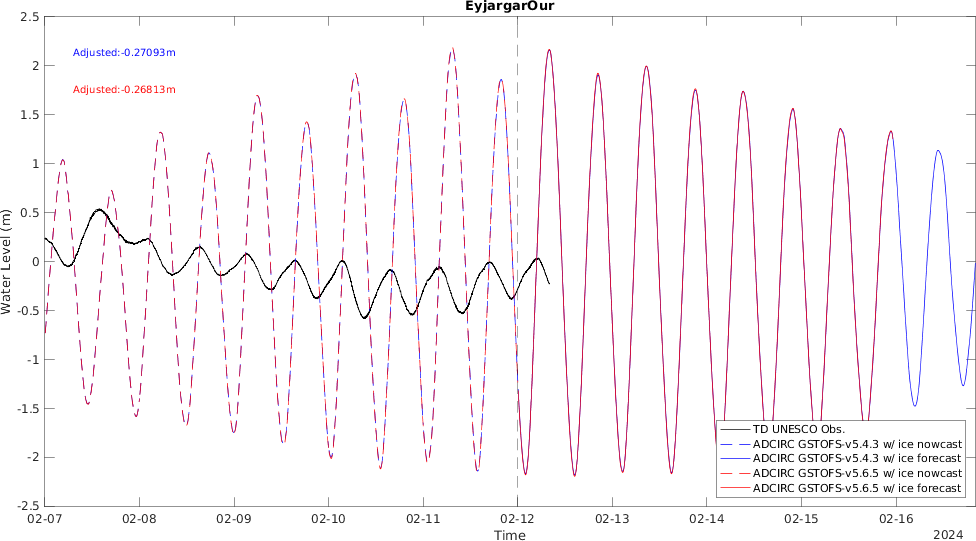 EyjargarOur
2.5
Adjusted:-0.27093m
2
Adjusted:-0.26813m
1.5
1
0.5
0
-0.5
-1
-1.5
-2
-2.5
Water Level (m)
TD UNESCO Obs.
ADCIRC GSTOFS-v5.4.3 w/ ice nowcast
ADCIRC GSTOFS-v5.4.3 w/ ice forecast
ADCIRC GSTOFS-v5.6.5 w/ ice nowcast
ADCIRC GSTOFS-v5.6.5 w/ ice forecast
02-07 02-08 02-09 02-10 02-11 02-12 02-13 02-14 02-15 02-16
Time
2024